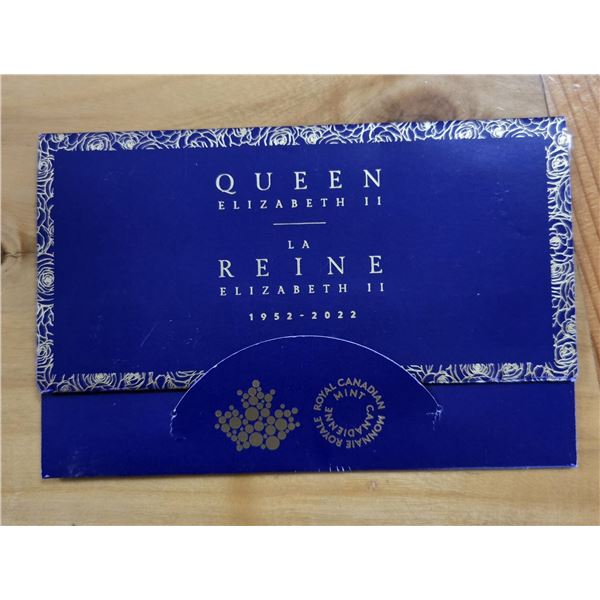 QUEEN
ELIZABETH II
LA
REINE
ELIZABETH II
1952-2022
ROYAL CANADIAN MINT
MONNAIE ROYALE CANADIENNE